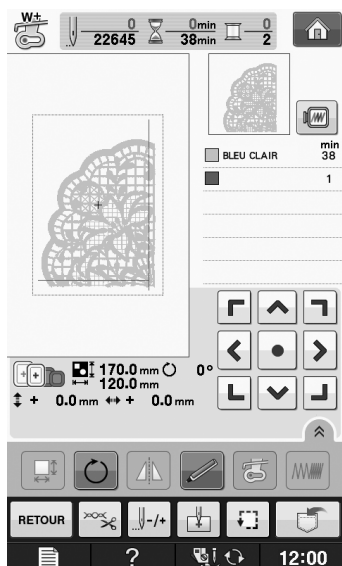 W±
0 0min 0
22645 38min 2
min
BLEU CLAIR 38
1
170.0 mm 0°
120.0 mm
+ 0.0 mm + 0.0 mm
RETOUR -/+
? 12:00